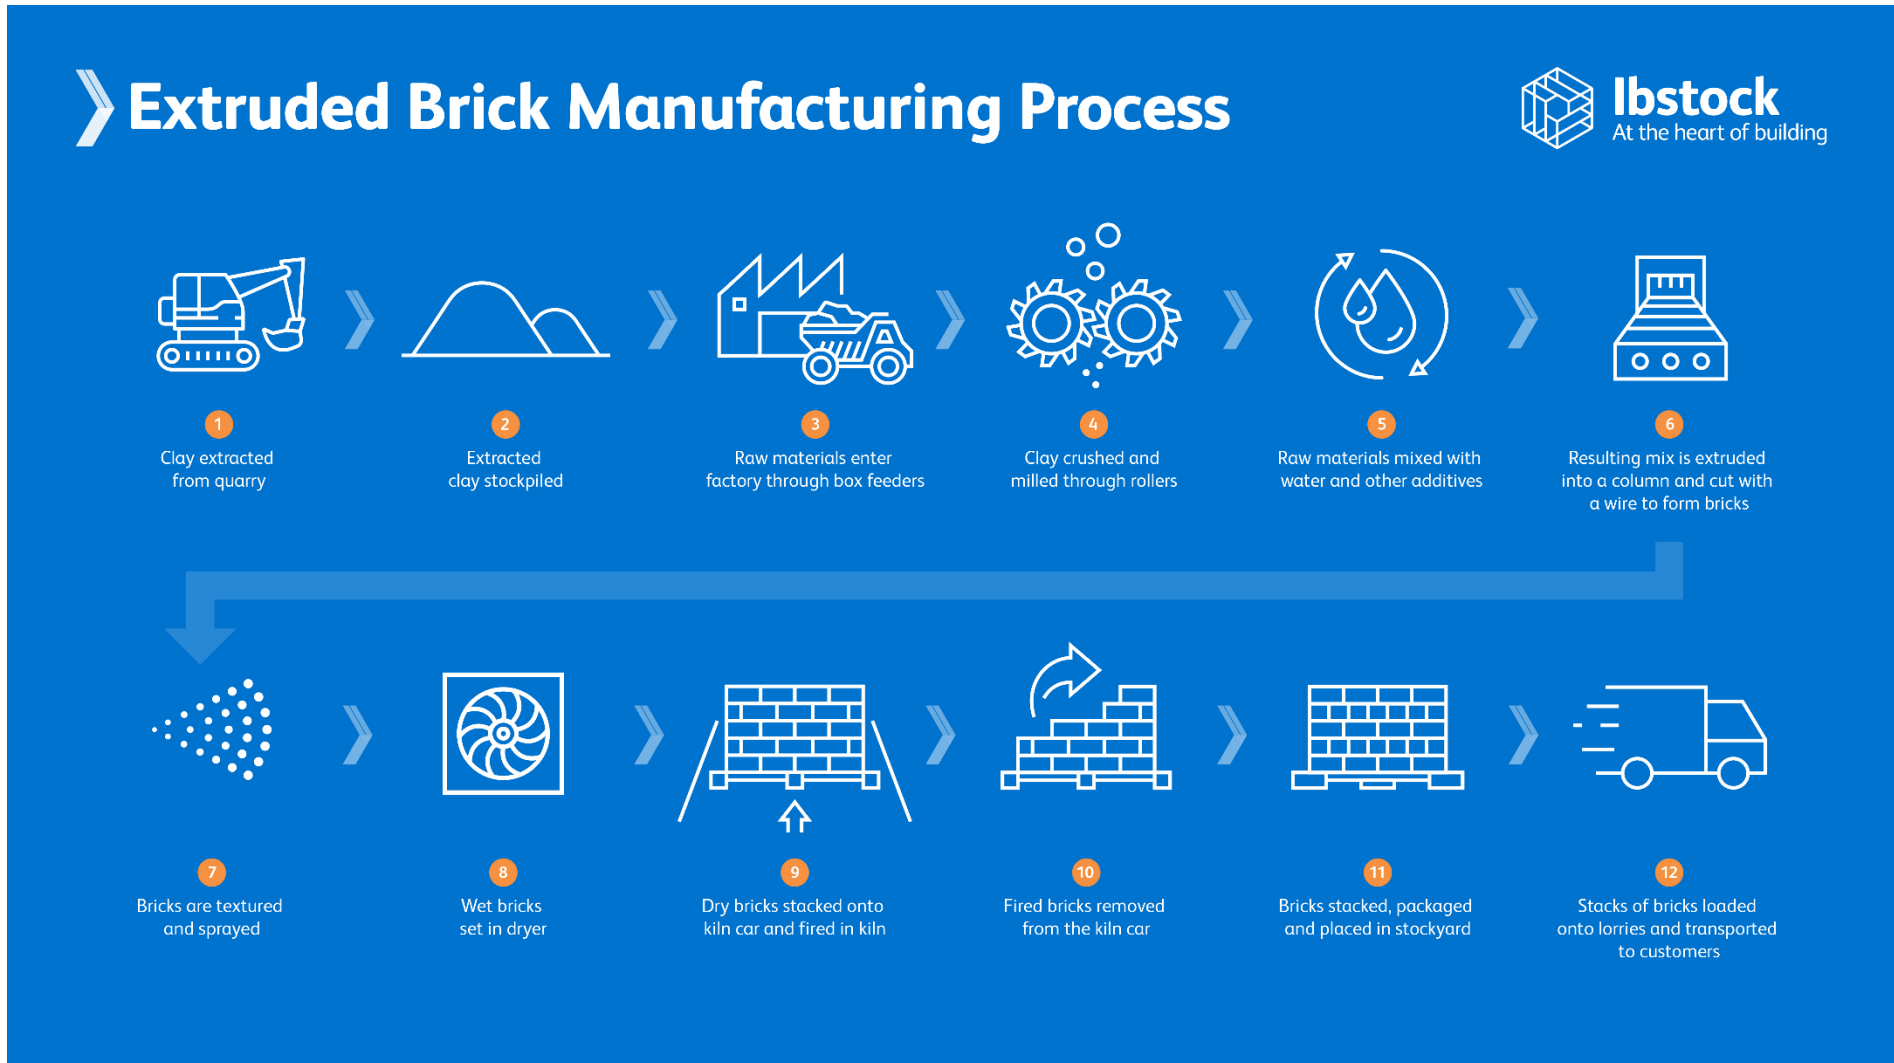 Extruded Brick Manufacturing Process
Ibstock
At the heart of building
1
Clay extracted
from quarry
2
Extracted
clay stockpiled
3
Raw materials enter
factory through box feeders
4
Clay crushed and
milled through rollers
5
Raw materials mixed with
water and other additives
6
Resulting mix is extruded
into a column and cut with
a wire to form bricks
7
Bricks are textured
and sprayed
8
Wet bricks
set in dryer
9
Dry bricks stacked onto
kiln car and fired in kiln
10
Fired bricks removed
from the kiln car
11
Bricks stacked, packaged
and placed in stockyard
12
Stacks of bricks loaded
onto lorries and transported
to customers